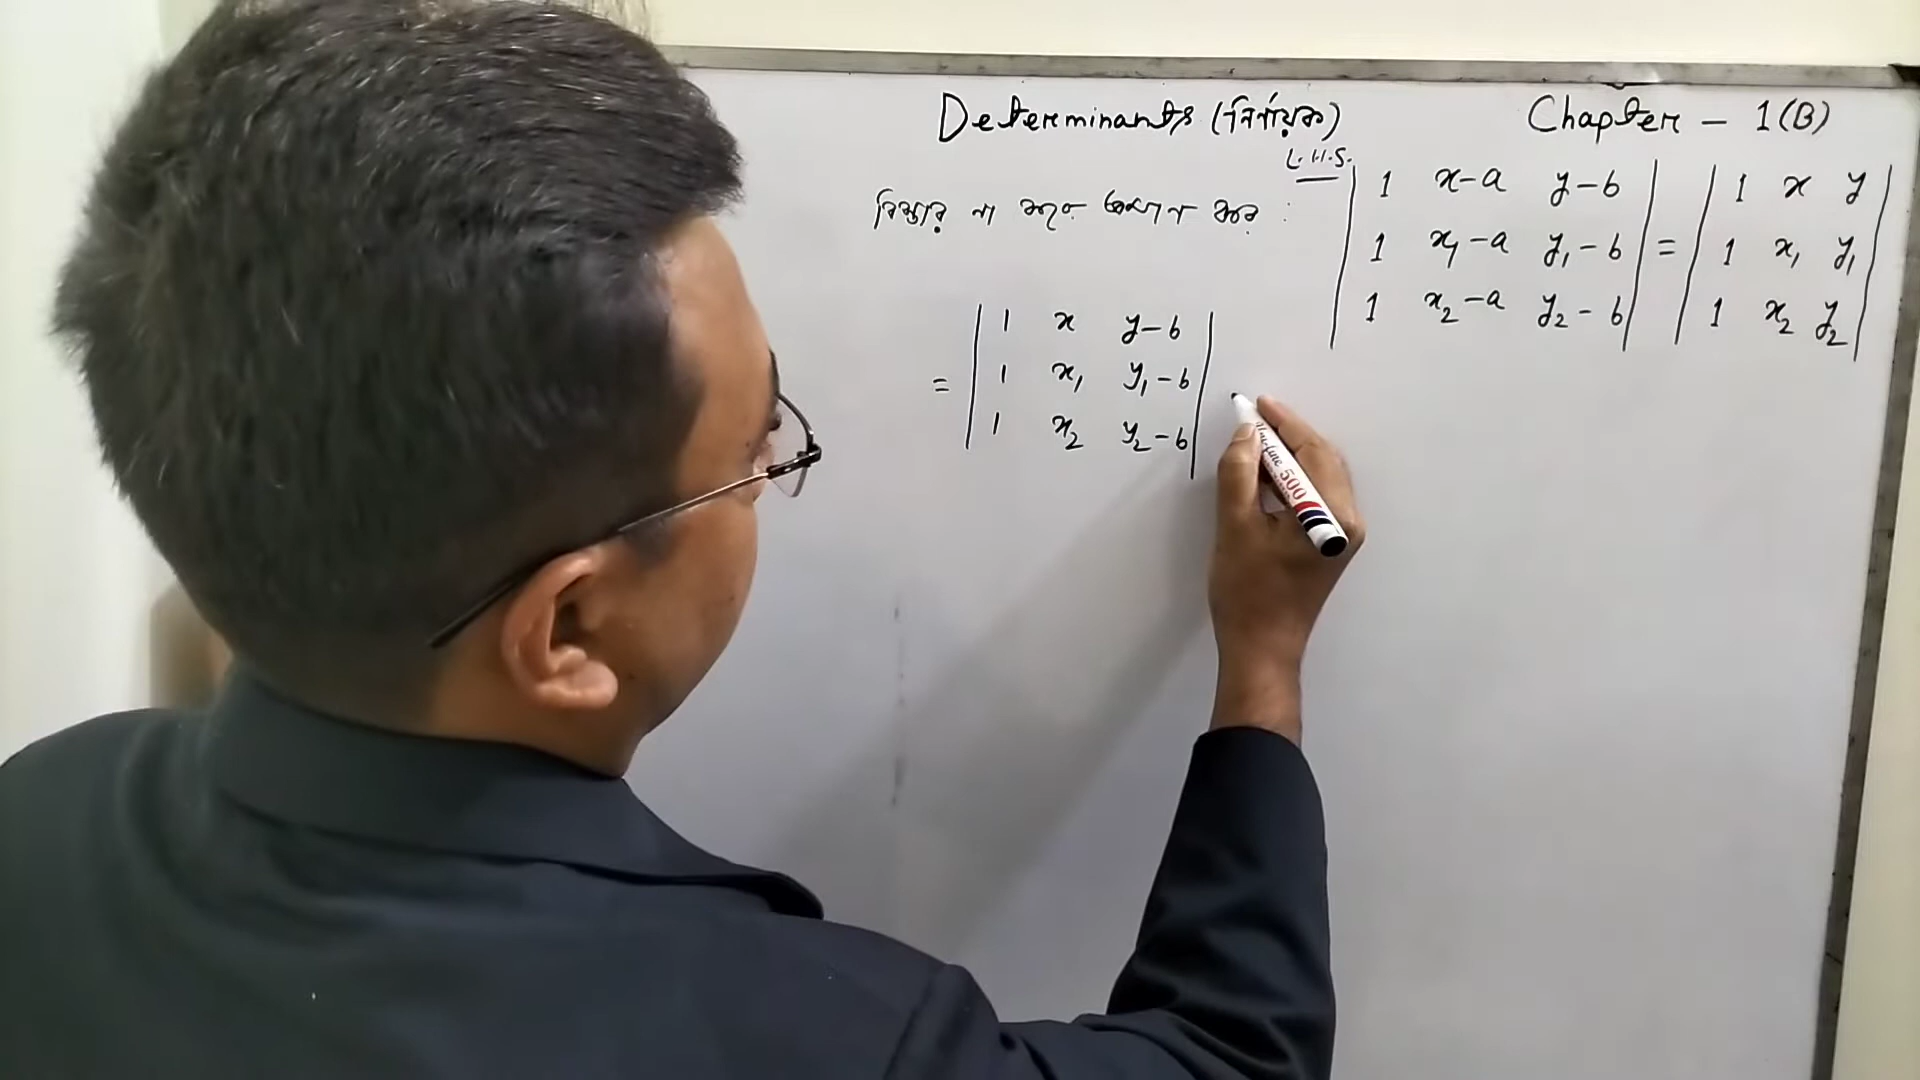 Determinants (নির্ণায়ক) Chapter - 1(B)
L.H.S.
বিস্তার না করে প্রমাণ কর :
| 1 x-a y-b | = | 1 x y |
| 1 x₁-a y₁-b | | 1 x₁ y₁ |
| 1 x₂-a y₂-b | | 1 x₂ y₂ |
= | 1 x y-b |
| 1 x₁ y₁-b |
| 1 x₂ y₂-b |
500